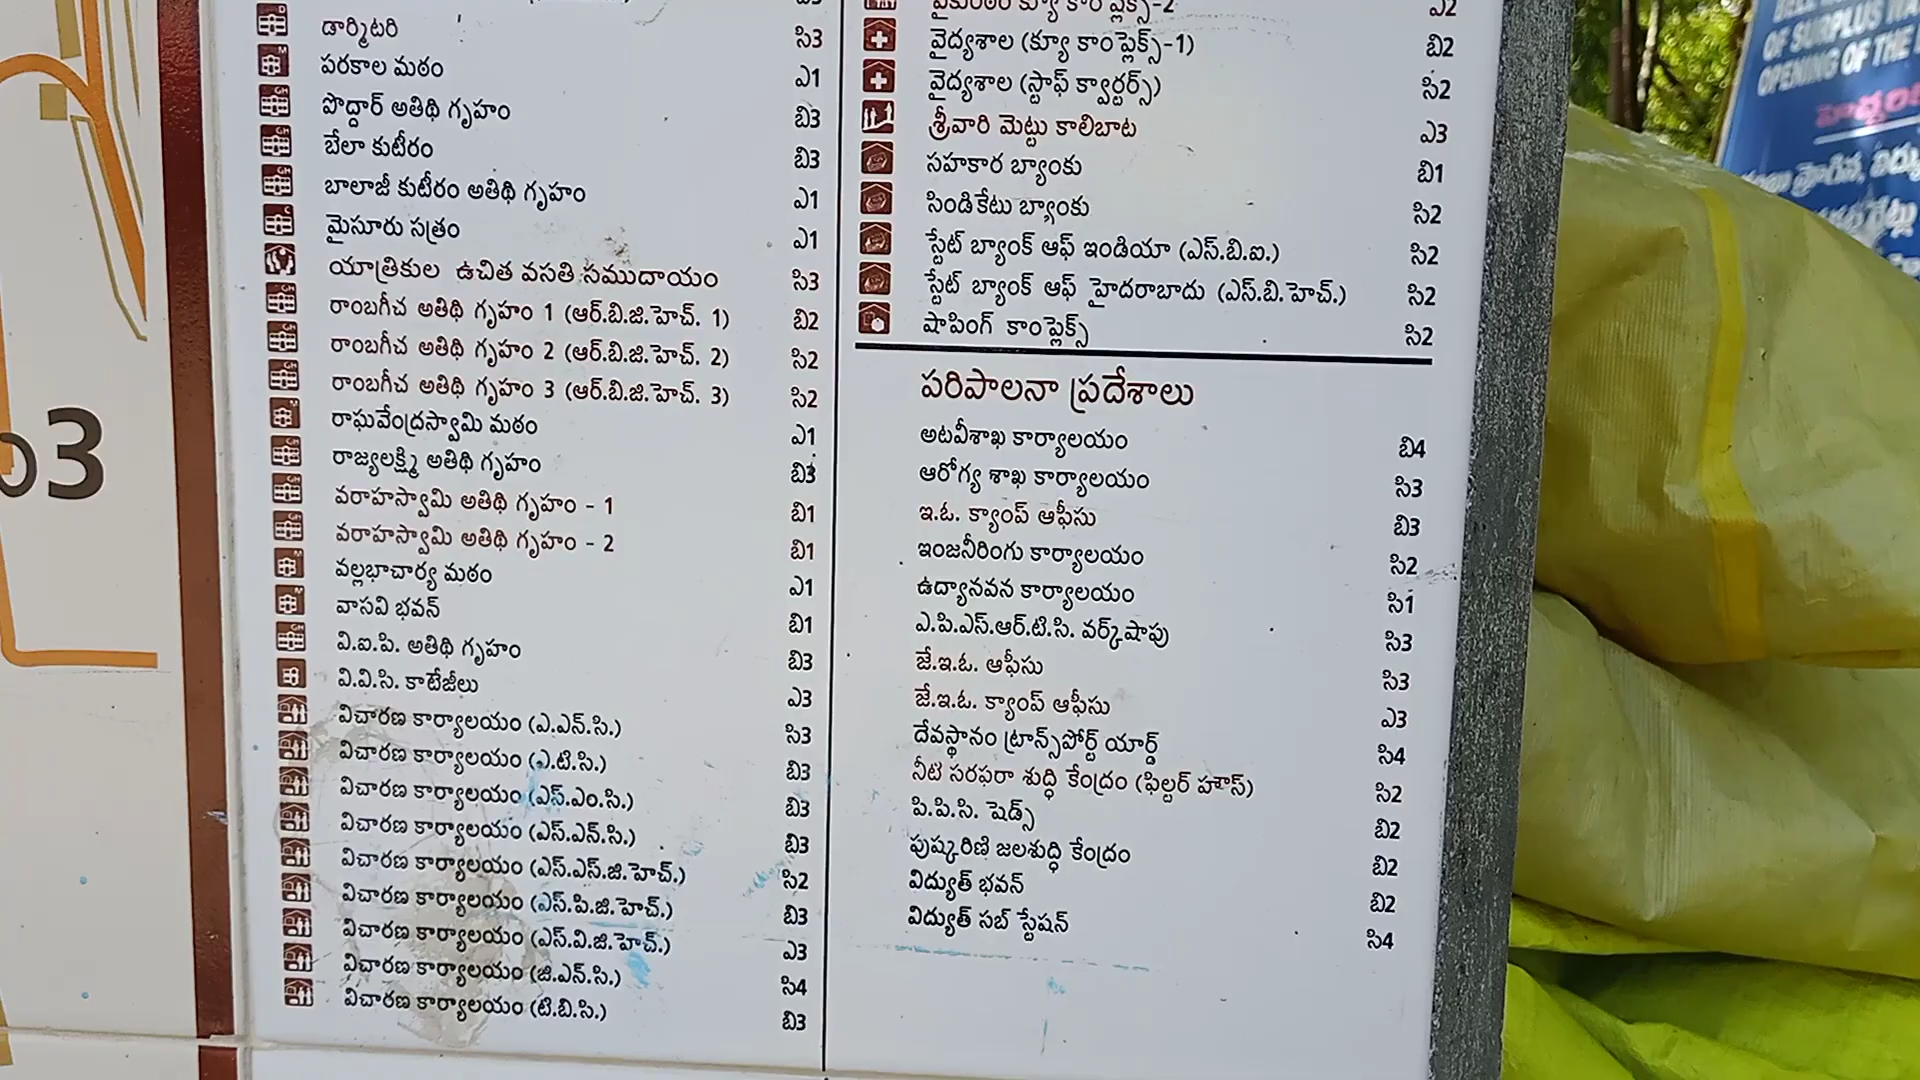 డార్మిటరి సి3
పరకాల మఠం ఎ1
పొద్దార్ అతిథి గృహం బి3
బేలా కుటీరం బి3
బాలాజీ కుటీరం అతిథి గృహం ఎ1
మైసూరు సత్రం ఎ1
యాత్రికుల ఉచిత వసతి సముదాయం సి3
రాంబగీచ అతిథి గృహం 1 (ఆర్.బి.జి.హెచ్. 1) బి2
రాంబగీచ అతిథి గృహం 2 (ఆర్.బి.జి.హెచ్. 2) సి2
రాంబగీచ అతిథి గృహం 3 (ఆర్.బి.జి.హెచ్. 3) సి2
రాఘవేంద్రస్వామి మఠం ఎ1
రాజ్యలక్ష్మి అతిథి గృహం బి3
వరాహస్వామి అతిథి గృహం - 1 బి1
వరాహస్వామి అతిథి గృహం - 2 బి1
వల్లభాచార్య మఠం ఎ1
వాసవి భవన్ బి1
వి.ఐ.పి. అతిథి గృహం బి3
వి.వి.సి. కాటేజీలు ఎ3
విచారణ కార్యాలయం (ఎ.ఎన్.సి.) సి3
విచారణ కార్యాలయం (ఎ.టి.సి.) బి3
విచారణ కార్యాలయం (ఎస్.ఎం.సి.) బి3
విచారణ కార్యాలయం (ఎస్.ఎన్.సి.) బి3
విచారణ కార్యాలయం (ఎస్.ఎస్.జి.హెచ్.) సి2
విచారణ కార్యాలయం (ఎస్.పి.జి.హెచ్.) బి3
విచారణ కార్యాలయం (ఎస్.వి.జి.హెచ్.) ఎ3
విచారణ కార్యాలయం (జి.ఎన్.సి.) సి4
విచారణ కార్యాలయం (టి.బి.సి.) బి3
వైకుంఠం క్యూ కాంప్లెక్స్-2 ఎ2
వైద్యశాల (క్యూ కాంప్లెక్స్-1) బి2
వైద్యశాల (స్టాఫ్ క్వార్టర్స్) సి2
శ్రీవారి మెట్టు కాలిబాట ఎ3
సహకార బ్యాంకు బి1
సిండికేటు బ్యాంకు సి2
స్టేట్ బ్యాంక్ ఆఫ్ ఇండియా (ఎస్.బి.ఐ.) సి2
స్టేట్ బ్యాంక్ ఆఫ్ హైదరాబాదు (ఎస్.బి.హెచ్.) సి2
షాపింగ్ కాంప్లెక్స్ సి2
పరిపాలనా ప్రదేశాలు
అటవీశాఖ కార్యాలయం బి4
ఆరోగ్య శాఖ కార్యాలయం సి3
ఇ.ఓ. క్యాంప్ ఆఫీసు బి3
ఇంజనీరింగు కార్యాలయం సి2
ఉద్యానవన కార్యాలయం సి1
ఎ.పి.ఎస్.ఆర్.టి.సి. వర్క్‌షాపు సి3
జే.ఇ.ఓ. ఆఫీసు సి3
జే.ఇ.ఓ. క్యాంప్ ఆఫీసు ఎ3
దేవస్థానం ట్రాన్స్‌పోర్ట్ యార్డ్ సి4
నీటి సరఫరా శుద్ధి కేంద్రం (ఫిల్టర్ హౌస్) సి2
పి.పి.సి. షెడ్స్ బి2
పుష్కరిణి జలశుద్ధి కేంద్రం బి2
విద్యుత్ భవన్ బి2
విద్యుత్ సబ్ స్టేషన్ సి4
3
OF SURPLUS
OPENING OF THE